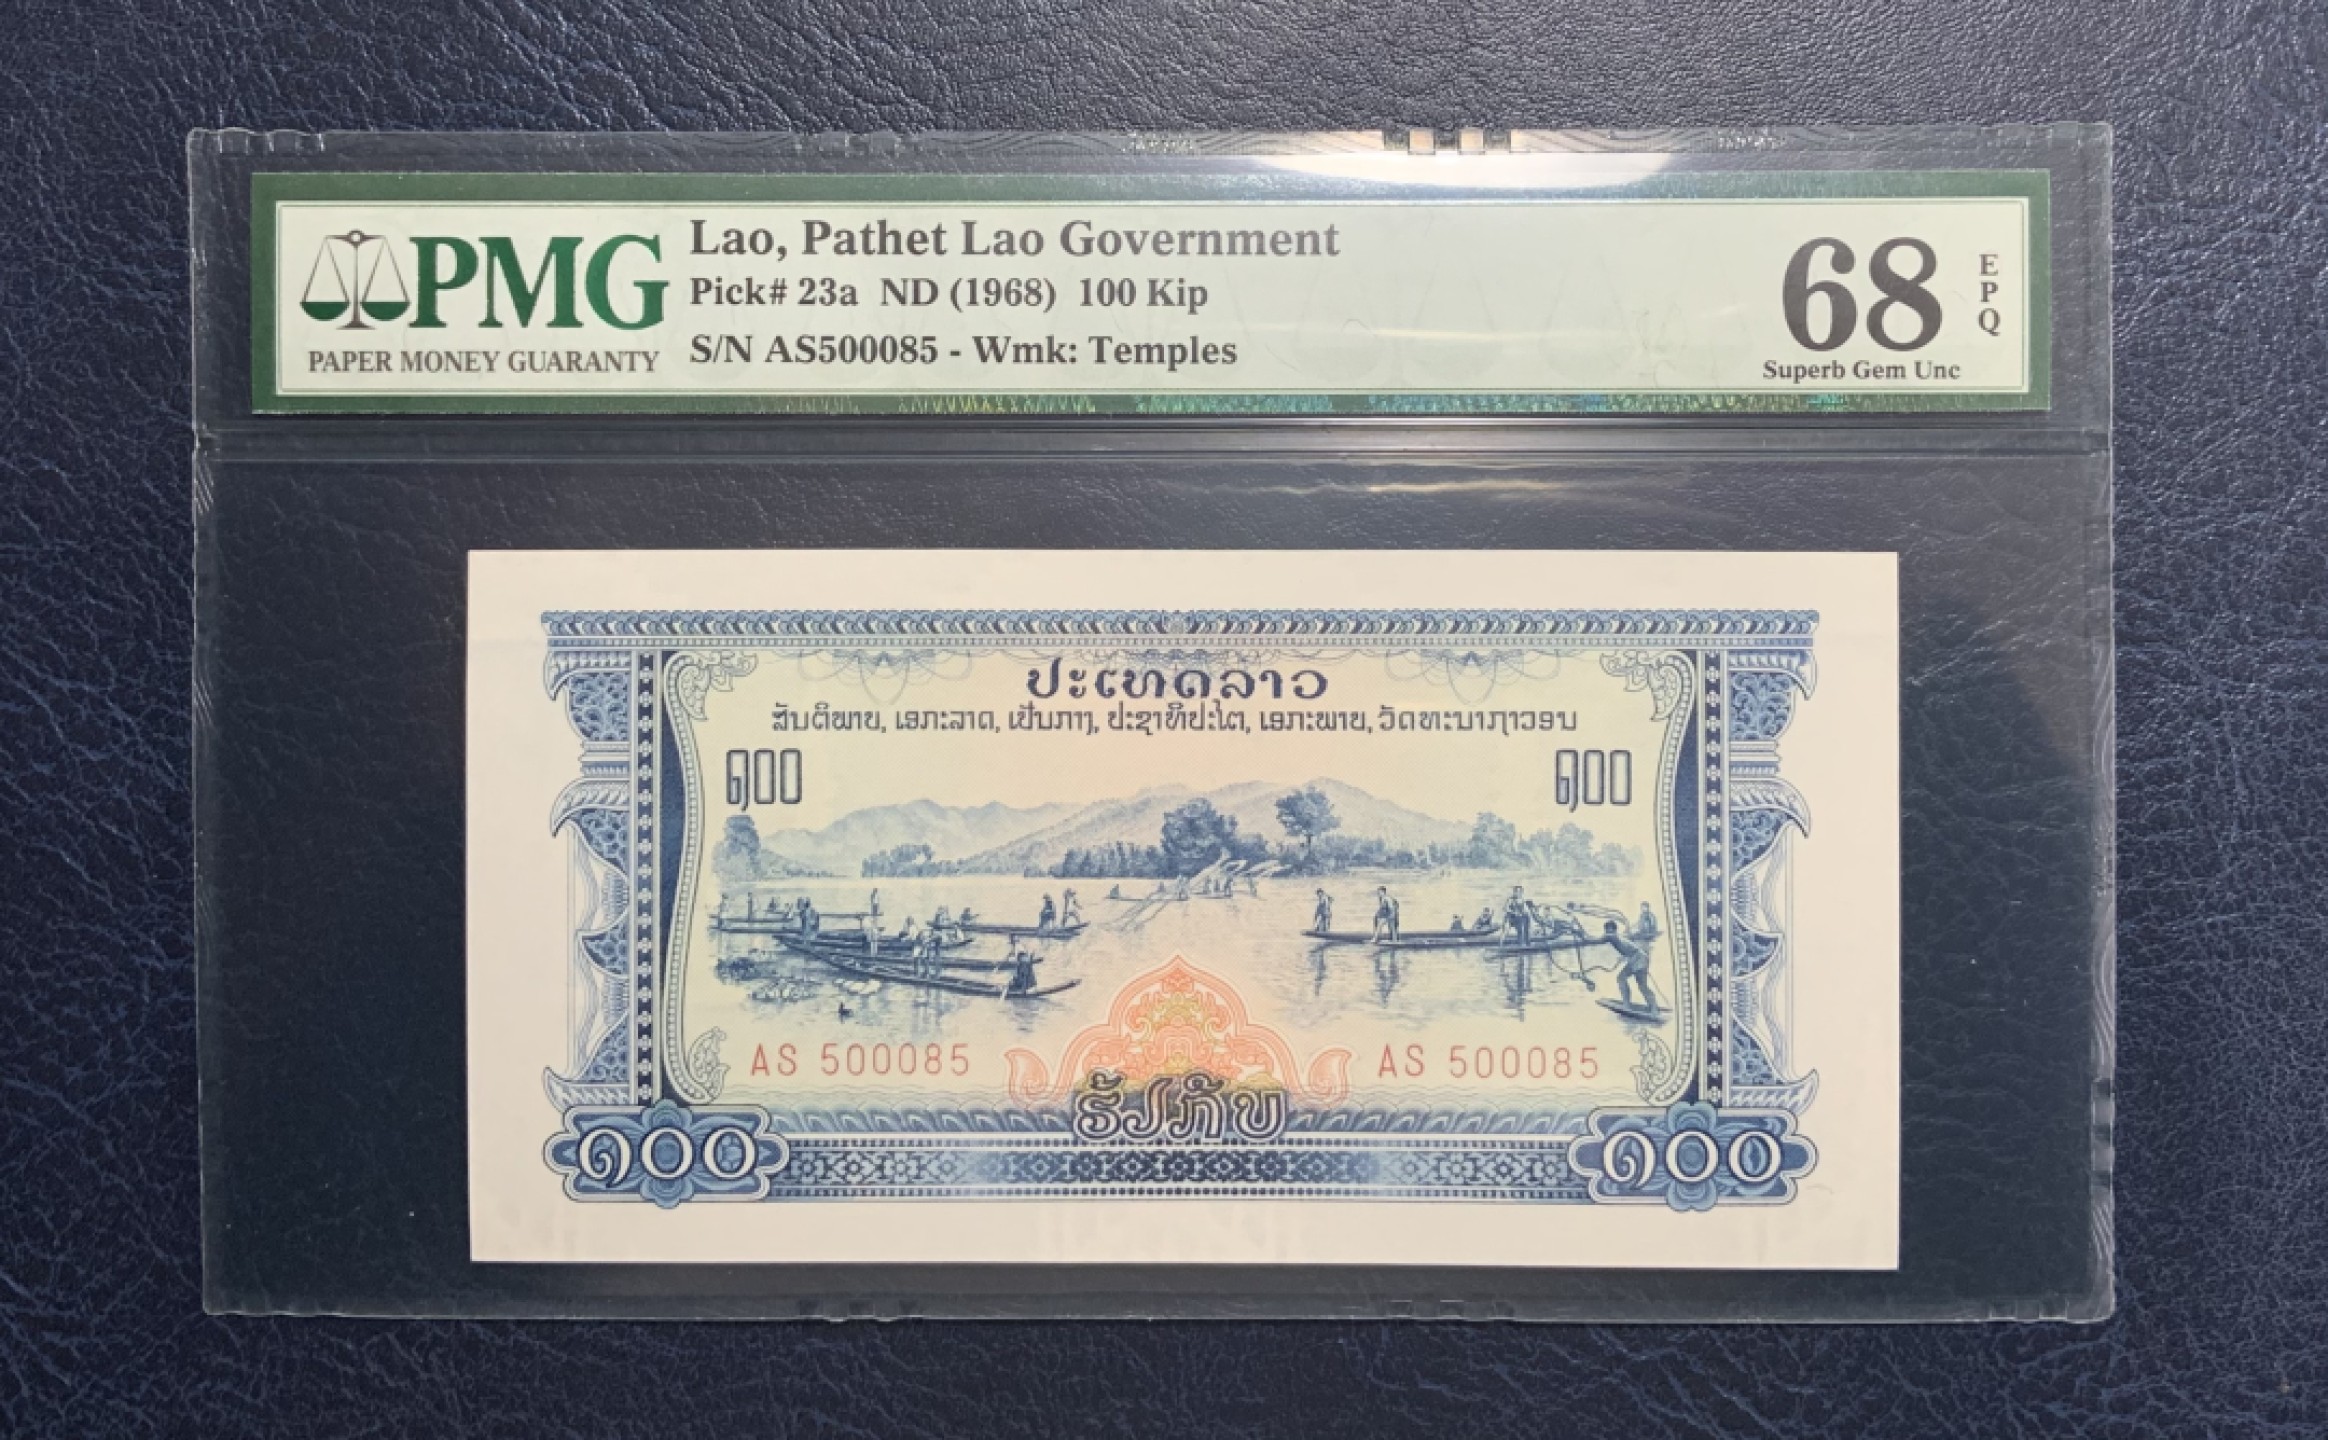 PMG
PAPER MONEY GUARANTY
Lao, Pathet Lao Government
Pick# 23a ND (1968) 100 Kip
S/N AS500085 - Wmk: Temples
68
EPQ
Superb Gem Unc
ປະເທດລາວ
ສັນຕິພາບ, ເອກະລາດ, ເປັນກາງ, ປະຊາທິປະໄຕ, ເອກະພາບ, ວັດທະນາຖາວອນ
໑໐໐ ໑໐໐
AS 500085 AS 500085
ຮ້ອຽກີບ
໑໐໐ ໑໐໐